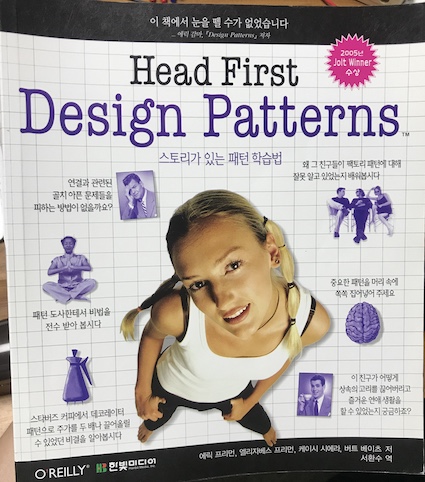 이 책에서 눈을 뗄 수가 없었습니다
_ 에릭 감마, 「Design Patterns」 저자
2005년
Jolt Winner
수상
Head First
Design Patterns™
스토리가 있는 패턴 학습법
연결과 관련된
골치 아픈 문제들을
피하는 방법이 없을까요?
왜 그 친구들이 팩토리 패턴에 대해
잘못 알고 있었는지 배워봅시다
패턴 도사한테서 비법을
전수 받아 봅시다
중요한 패턴을 머리 속에
쏙쏙 집어넣어 주세요
스타버즈 커피에서 데코레이터
패턴으로 주가를 두 배나 끌어올릴
수 있었던 비결을 알아봅시다
이 친구가 어떻게
상속의 고리를 끊어버리고
즐거운 연애 생활을
할 수 있었는지 궁금하죠?
에릭 프리먼, 엘리자베스 프리먼, 케이시 시에라, 버트 베이츠 저
서환수 역
O'REILLY®
한빛미디어